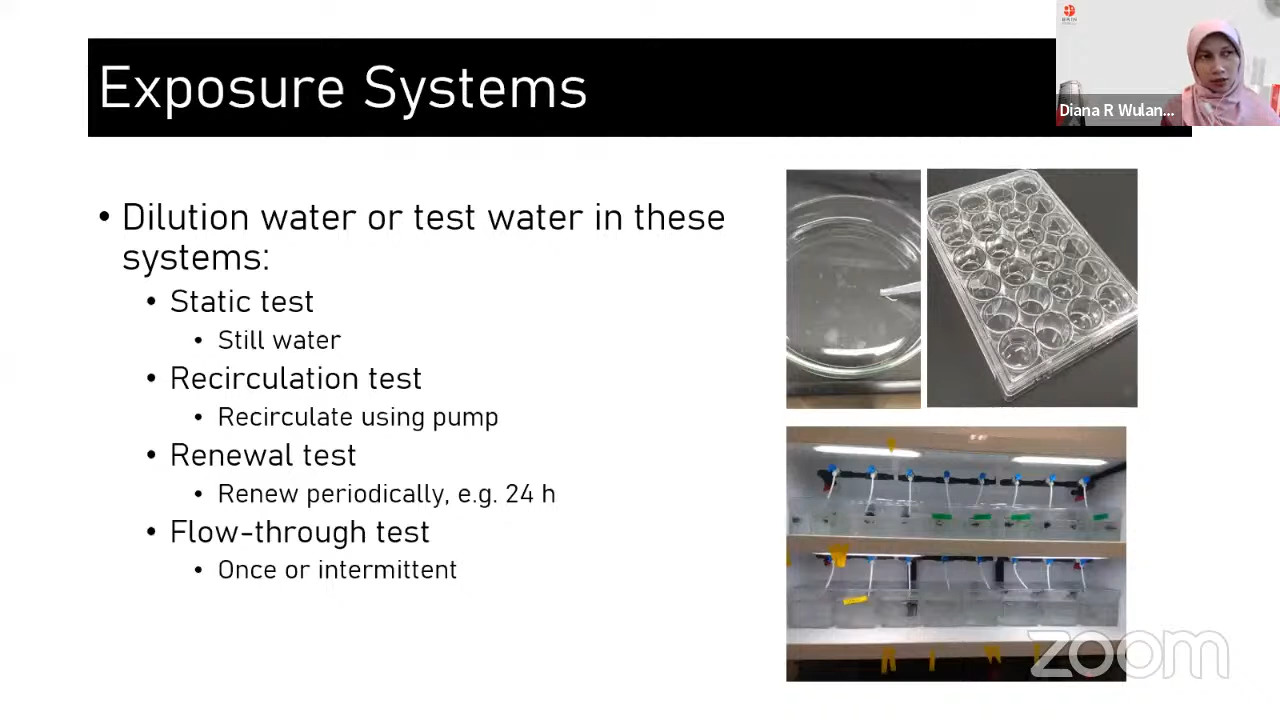 Exposure Systems
BRIN
Diana R Wulan...
• Dilution water or test water in these
systems:
• Static test
• Still water
• Recirculation test
• Recirculate using pump
• Renewal test
• Renew periodically, e.g. 24 h
• Flow-through test
• Once or intermittent
zoom